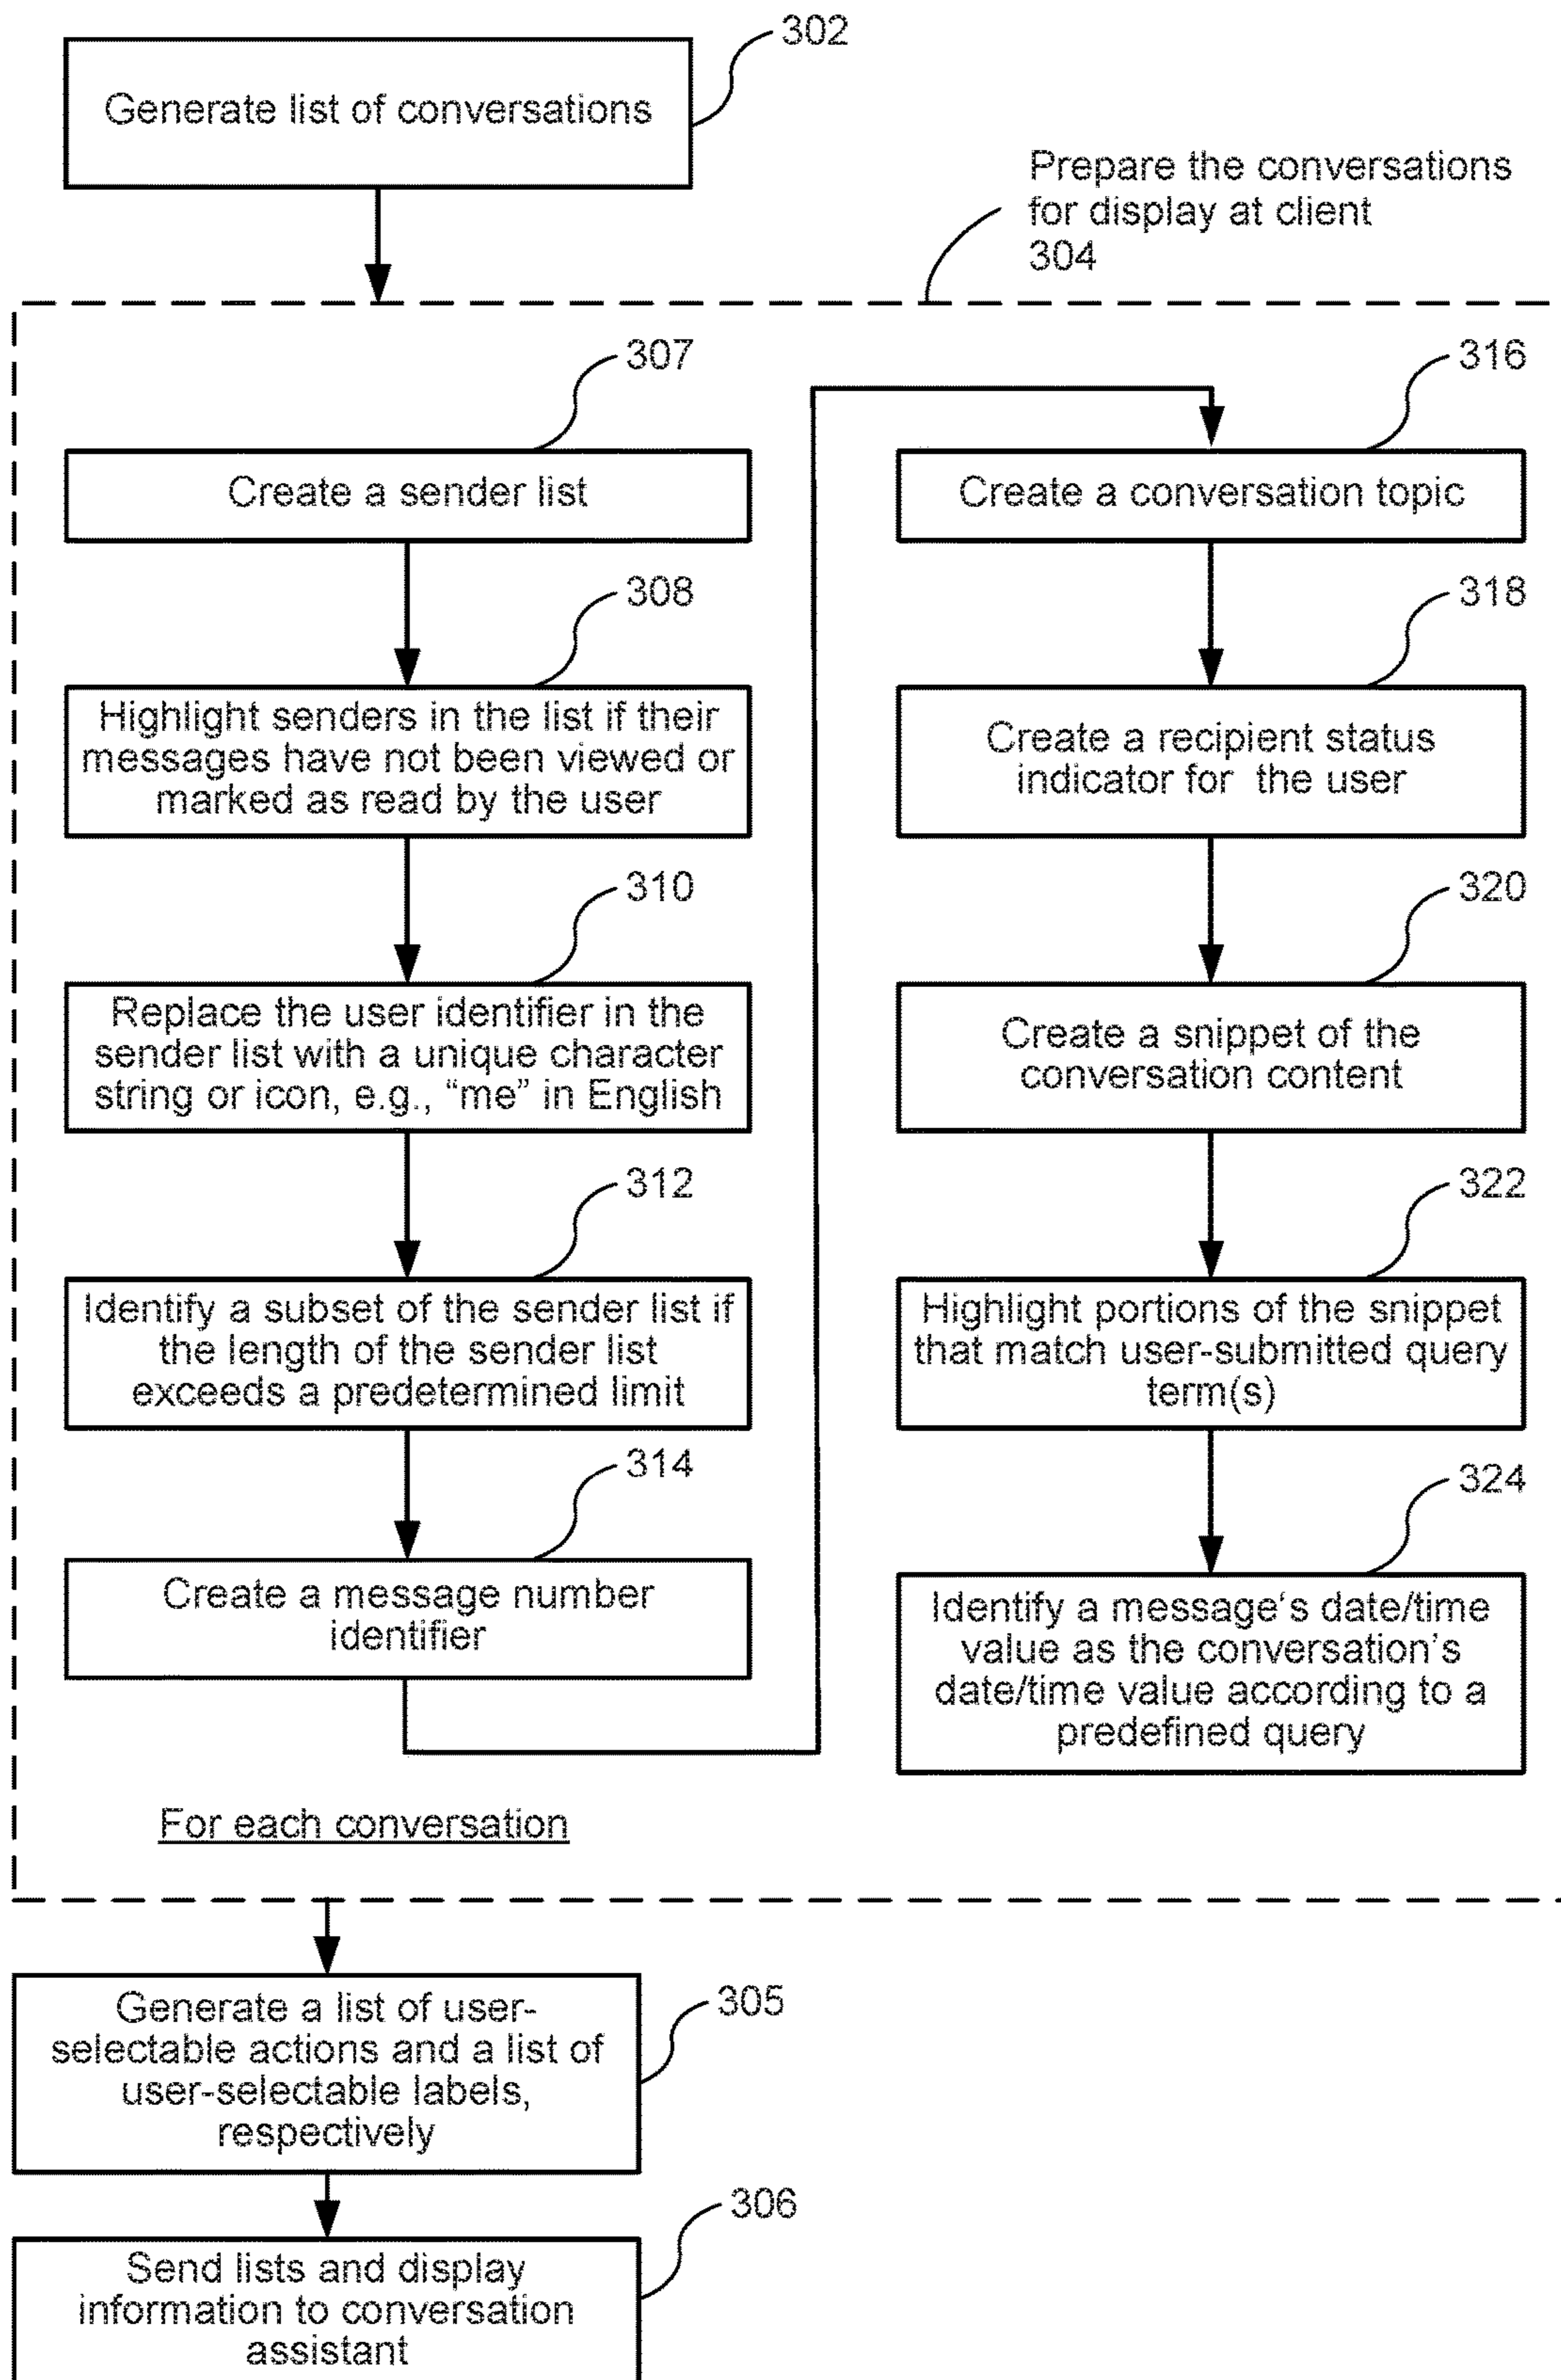 302
Generate list of conversations
Prepare the conversations
for display at client
304
307
Create a sender list
308
Highlight senders in the list if their
messages have not been viewed or
marked as read by the user
310
Replace the user identifier in the
sender list with a unique character
string or icon, e.g., “me” in English
312
Identify a subset of the sender list if
the length of the sender list
exceeds a predetermined limit
314
Create a message number
identifier
316
Create a conversation topic
318
Create a recipient status
indicator for the user
320
Create a snippet of the
conversation content
322
Highlight portions of the snippet
that match user-submitted query
term(s)
324
Identify a message‘s date/time
value as the conversation’s
date/time value according to a
predefined query
For each conversation
305
Generate a list of user-
selectable actions and a list of
user-selectable labels,
respectively
306
Send lists and display
information to conversation
assistant